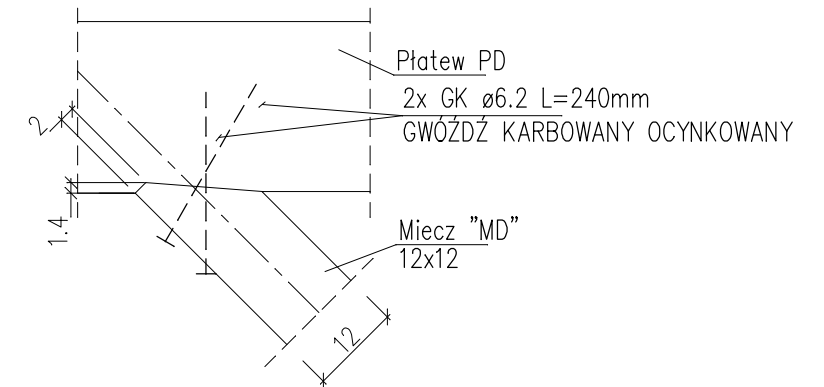 Płatew PD
2x GK ø6.2 L=240mm
GWÓŹDŹ KARBOWANY OCYNKOWANY
2
1.4
Miecz "MD"
12x12
12